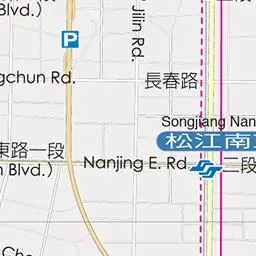 lvd.)
P
Jilin Rd.
gchun Rd.
Blvd.)
長春路
Songjiang Nan
松江南
東路一段
Nanjing E. Rd.
二段
n Blvd.)